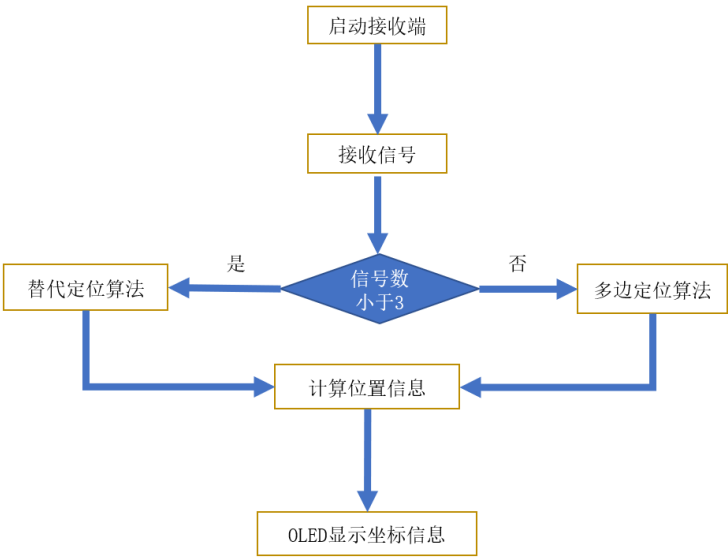 启动接收端
接收信号
是
否
替代定位算法
信号数
小于3
多边定位算法
计算位置信息
OLED显示坐标信息